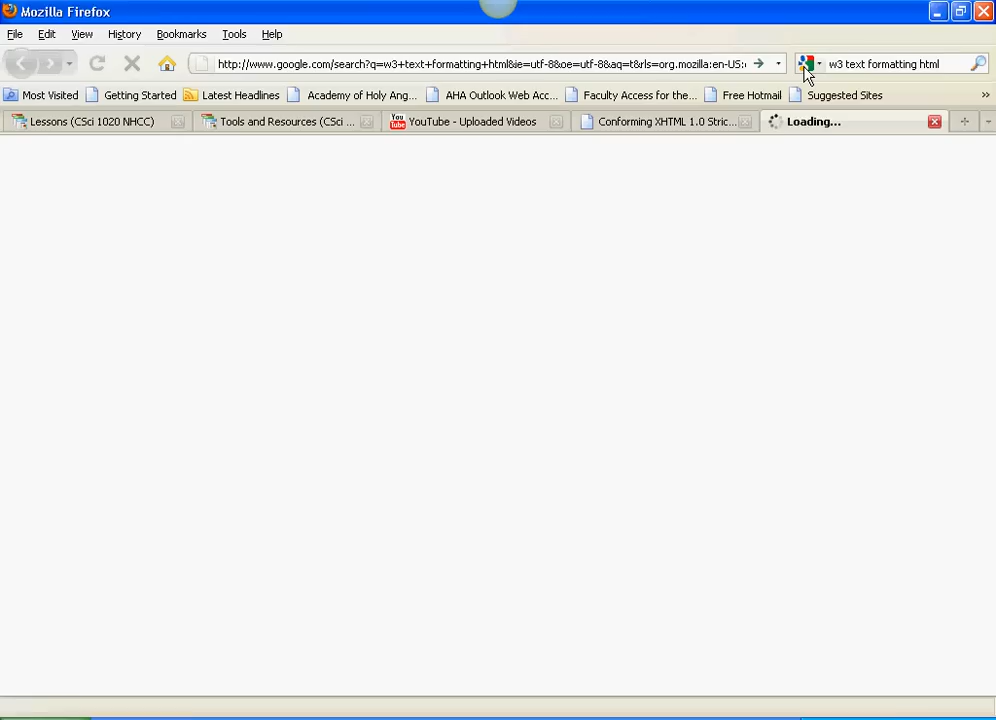 Mozilla Firefox
File Edit View History Bookmarks Tools Help
http://www.google.com/search?q=w3+text+formatting+html&ie=utf-8&oe=utf-8&aq=t&rls=org.mozilla:en-US: w3 text formatting html
Most Visited Getting Started Latest Headlines Academy of Holy Ang... AHA Outlook Web Acc... Faculty Access for the... Free Hotmail Suggested Sites »
Lessons (CSci 1020 NHCC) Tools and Resources (CSci ... You Tube YouTube - Uploaded Videos Conforming XHTML 1.0 Stric... Loading...